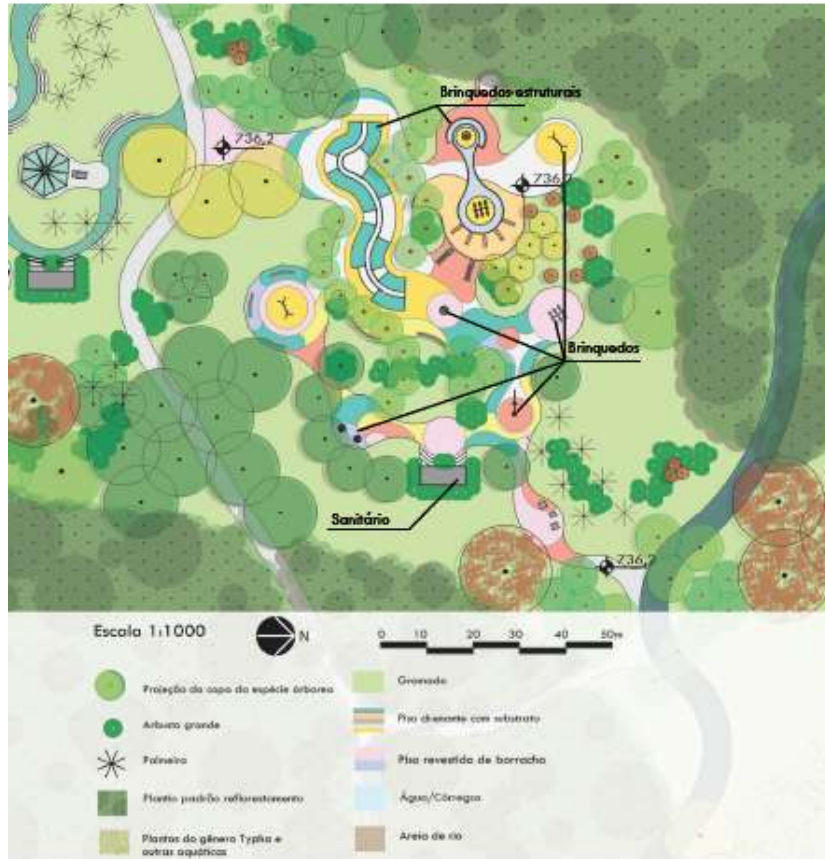 Brinquedos estruturais
736,2
736,2
Brinquedos
Sanitário
736,2
Escala 1:1000
N
0 10 20 30 40 50m
Projeção da copa da espécie árborea
Arbusto grande
Palmeira
Plantio padrão reflorestamento
Plantas do gênero Typha e
outras aquáticas
Gramado
Piso drenante com substrato
Piso revestido de borracha
Água/Córregos
Areia de rio